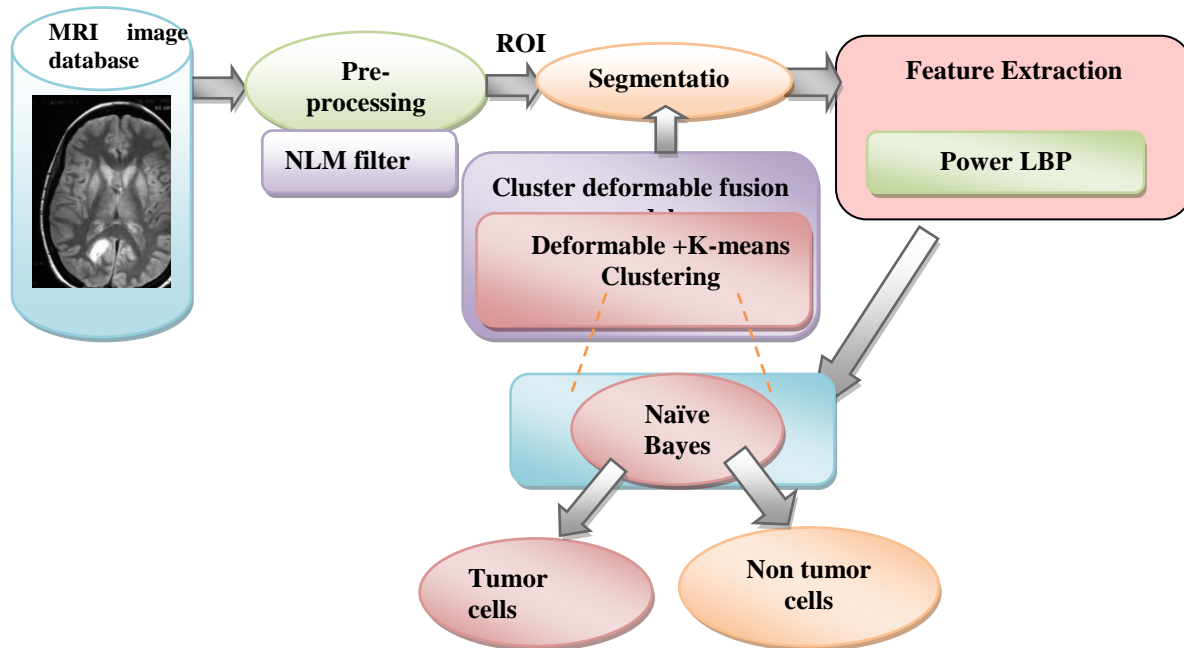 MRI image
database
Pre-
processing
NLM filter
ROI
Segmentatio
Cluster deformable fusion
Deformable +K-means
Clustering
Feature Extraction
Power LBP
Naïve
Bayes
Tumor
cells
Non tumor
cells